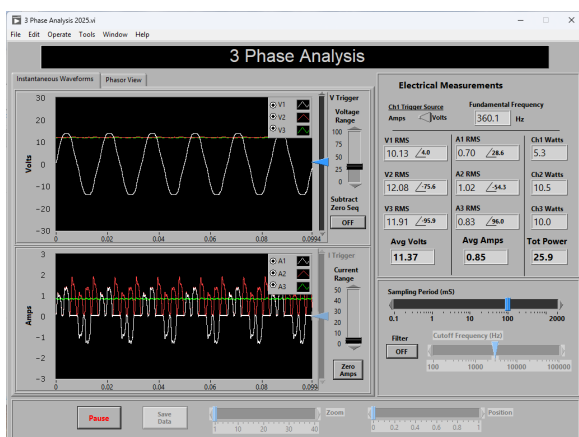 3 Phase Analysis 2025.vi
File Edit Operate Tools Window Help
3 Phase Analysis
Instantaneous Waveforms Phasor View
30
20
10
0
−10
−20
−30
Volts
0 0.02 0.04 0.06 0.08 0.0994
V1
V2
V3
V Trigger
Voltage
Range
100
75
50
25
0
Subtract
Zero Seq
OFF
3
2
1
0
−1
−2
−3
Amps
0 0.02 0.04 0.06 0.08 0.0994
A1
A2
A3
I Trigger
Current
Range
50
40
30
20
10
0
Zero
Amps
Electrical Measurements
Ch1 Trigger Source
Amps Volts
Fundamental Frequency
360.1 Hz
V1 RMS A1 RMS Ch1 Watts
10.13 4.0 0.70 28.6 5.3
V2 RMS A2 RMS Ch2 Watts
12.08 -75.6 1.02 -54.3 10.5
V3 RMS A3 RMS Ch3 Watts
11.91 -95.9 0.83 96.0 10.0
Avg Volts Avg Amps Tot Power
11.37 0.85 25.9
Sampling Period (mS)
0.1 1 10 100 2000
Filter
OFF
Cutoff Frequency (Hz)
100 1000 10000 100000
Pause
Save
Data
Zoom
1 10 20 30 40
Position
0 0.2 0.4 0.6 0.8 1